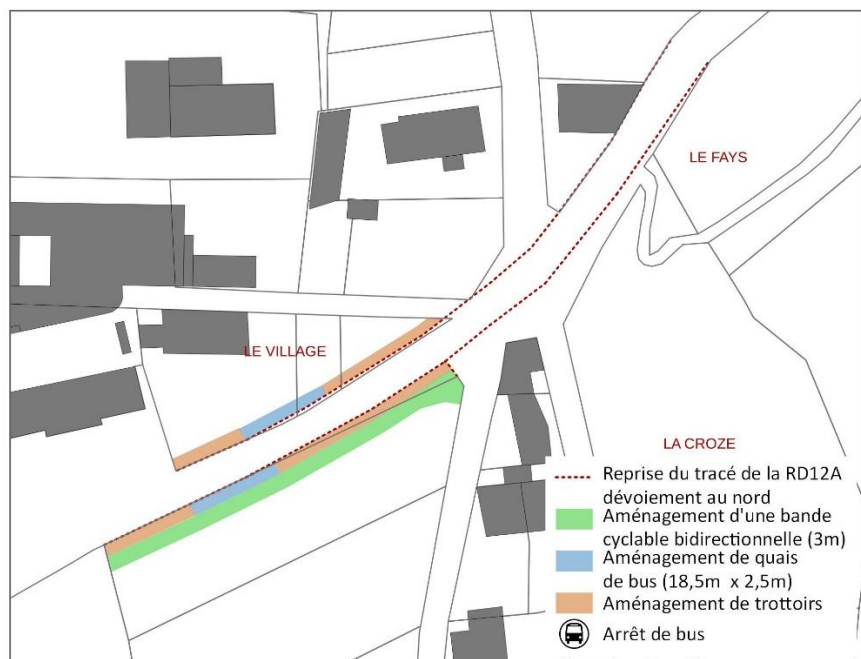 LE FAYS
LE VILLAGE
LA CROZE
Reprise du tracé de la RD12A
dévoiement au nord
Aménagement d'une bande
cyclable bidirectionnelle (3m)
Aménagement de quais
de bus (18,5m x 2,5m)
Aménagement de trottoirs
Arrêt de bus